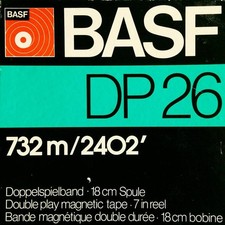 BASF
BASF
DP 26
732 m/2402'
Doppelspielband · 18 cm Spule
Double play magnetic tape · 7 in reel
Bande magnétique double durée · 18 cm bobine